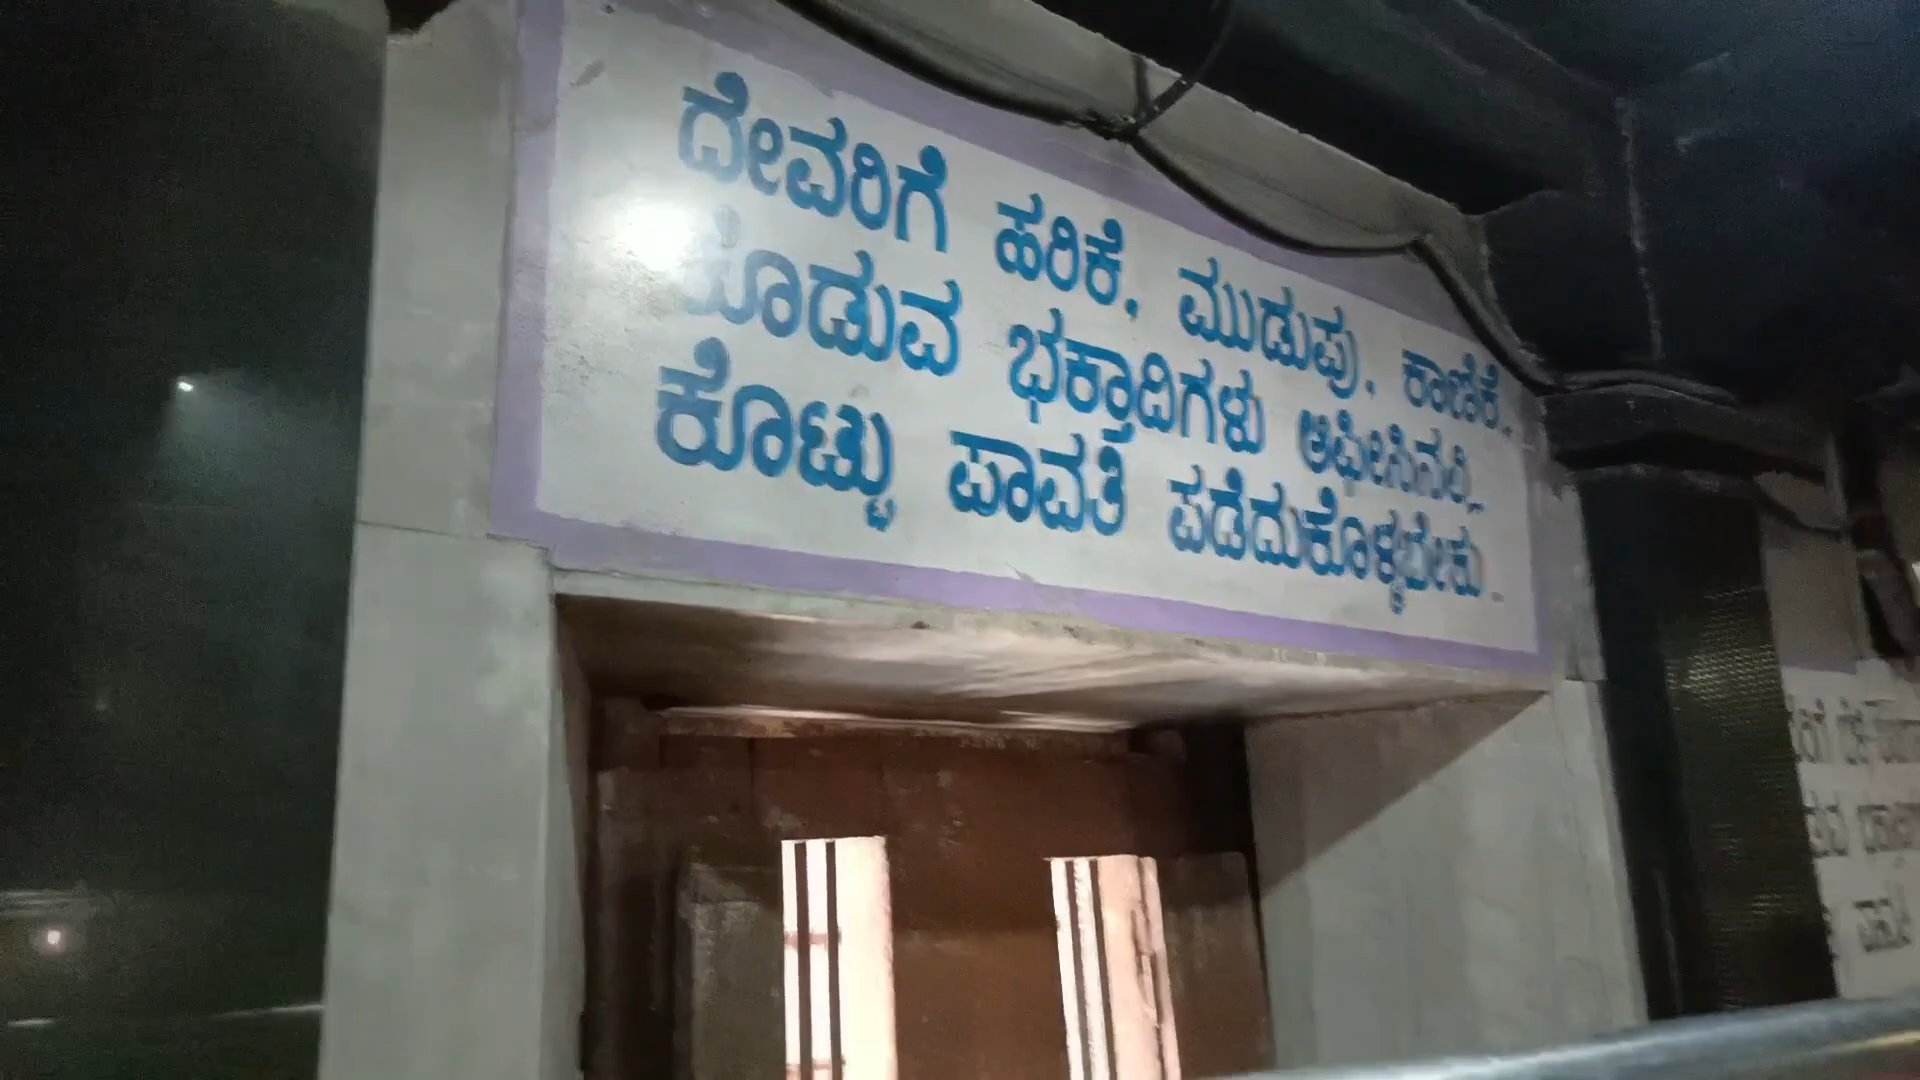 ದೇವರಿಗೆ ಹರಿಕೆ. ಮುಡುಪು. ಕಾಣಿಕೆ.
ಕೊಡುವ ಭಕ್ತಾದಿಗಳು ಆಫೀಸಿನಲ್ಲಿ
ಕೊಟ್ಟು ಪಾವತಿ ಪಡೆದುಕೊಳ್ಳಬೇಕು